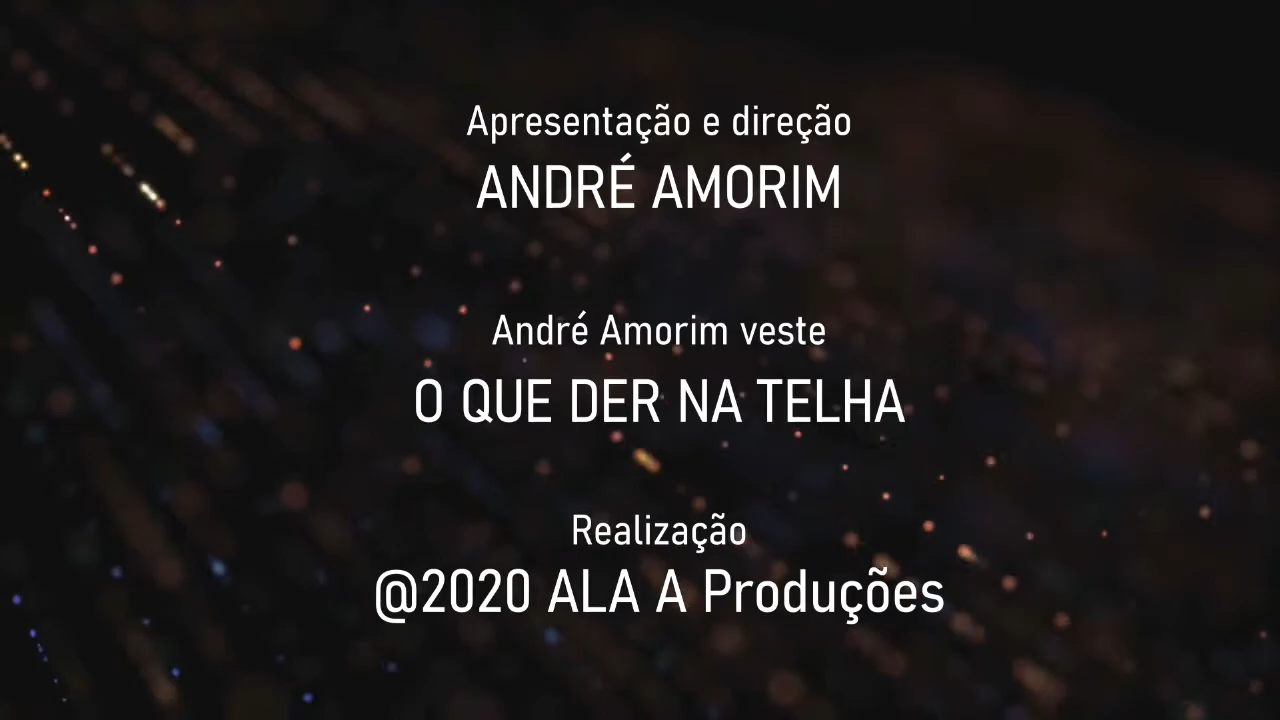 Apresentação e direção
ANDRÉ AMORIM
André Amorim veste
O QUE DER NA TELHA
Realização
@2020 ALA A Produções